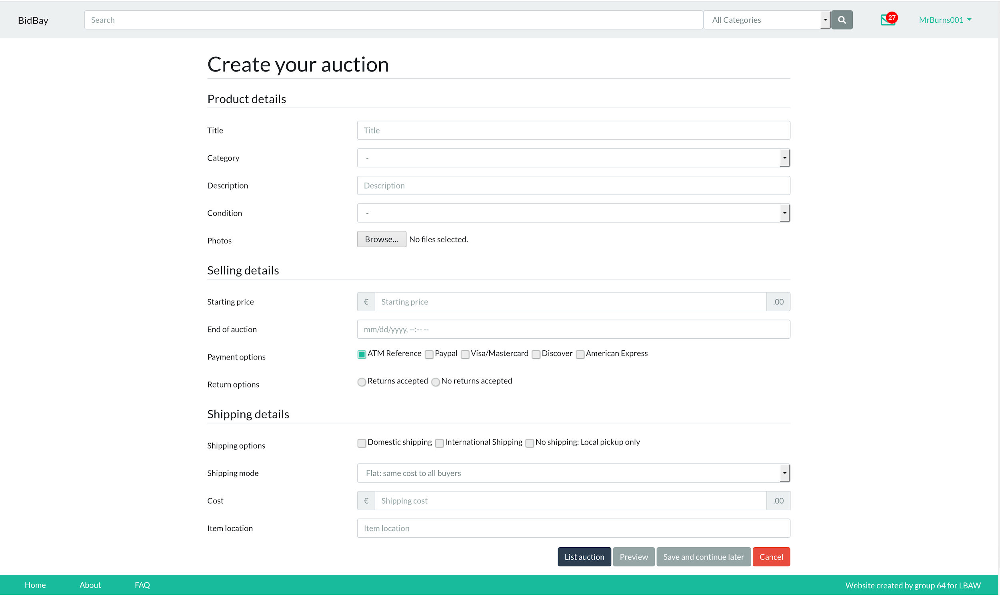 BidBay Search All Categories 27 MrBurns001
Create your auction
Product details
Title Title
Category -
Description Description
Condition -
Photos Browse... No files selected.
Selling details
Starting price € Starting price .00
End of auction mm/dd/yyyy, --:-- --
Payment options ATM Reference Paypal Visa/Mastercard Discover American Express
Return options Returns accepted No returns accepted
Shipping details
Shipping options Domestic shipping International Shipping No shipping: Local pickup only
Shipping mode Flat: same cost to all buyers
Cost € Shipping cost .00
Item location Item location
List auction Preview Save and continue later Cancel
Home About FAQ Website created by group 64 for LBAW